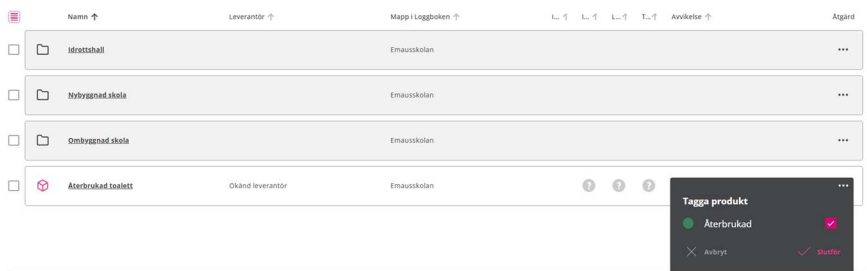 Namn Leverantör Mapp i Loggboken I... I... L... T... Avvikelse Åtgärd
Idrottshall Emausskolan
Nybyggnad skola Emausskolan
Ombyggnad skola Emausskolan
Återbrukad toalett Okänd leverantör Emausskolan ? ? ?
Tagga produkt
Återbrukad
Avbryt Slutför